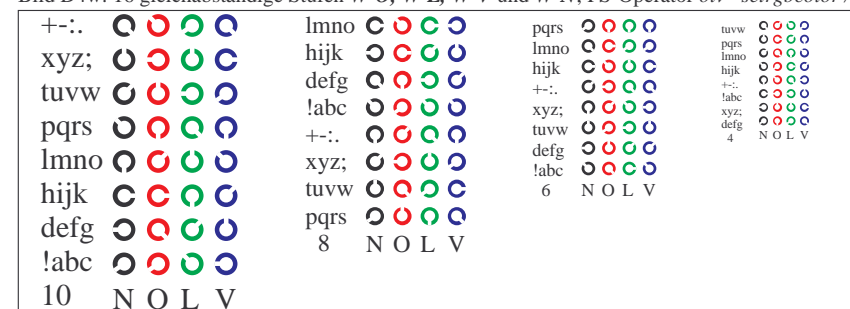 +-:.
xyz;
tuvw
pqrs
lmno
hijk
defg
!abc
10 N O L V
lmno
hijk
defg
!abc
+-:.
xyz;
tuvw
pqrs
8 N O L V
pqrs
lmno
hijk
+-:.
xyz;
tuvw
defg
!abc
6 N O L V
tuvw
pqrs
lmno
hijk
+-:.
!abc
xyz;
defg
4 N O L V